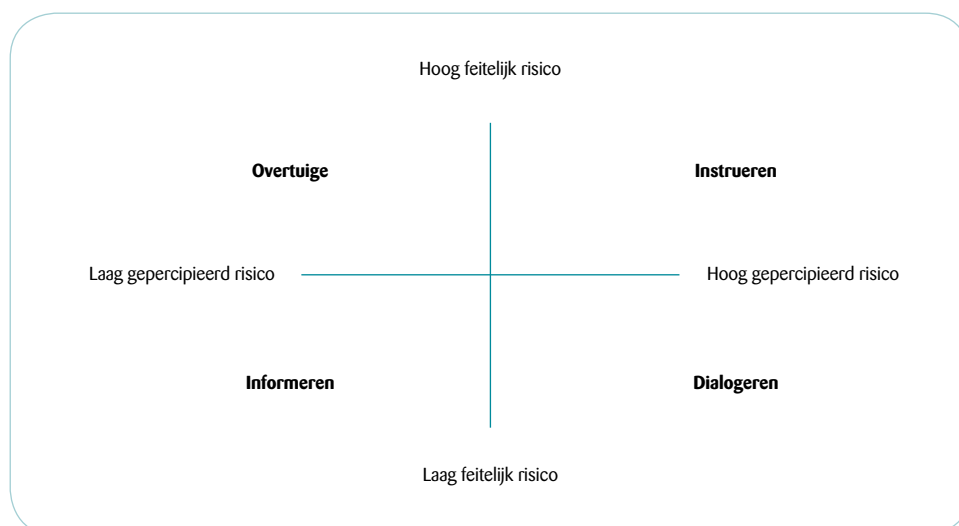 Hoog feitelijk risico
Overtuige
Instrueren
Laag gepercipieerd risico
Hoog gepercipieerd risico
Informeren
Dialogeren
Laag feitelijk risico